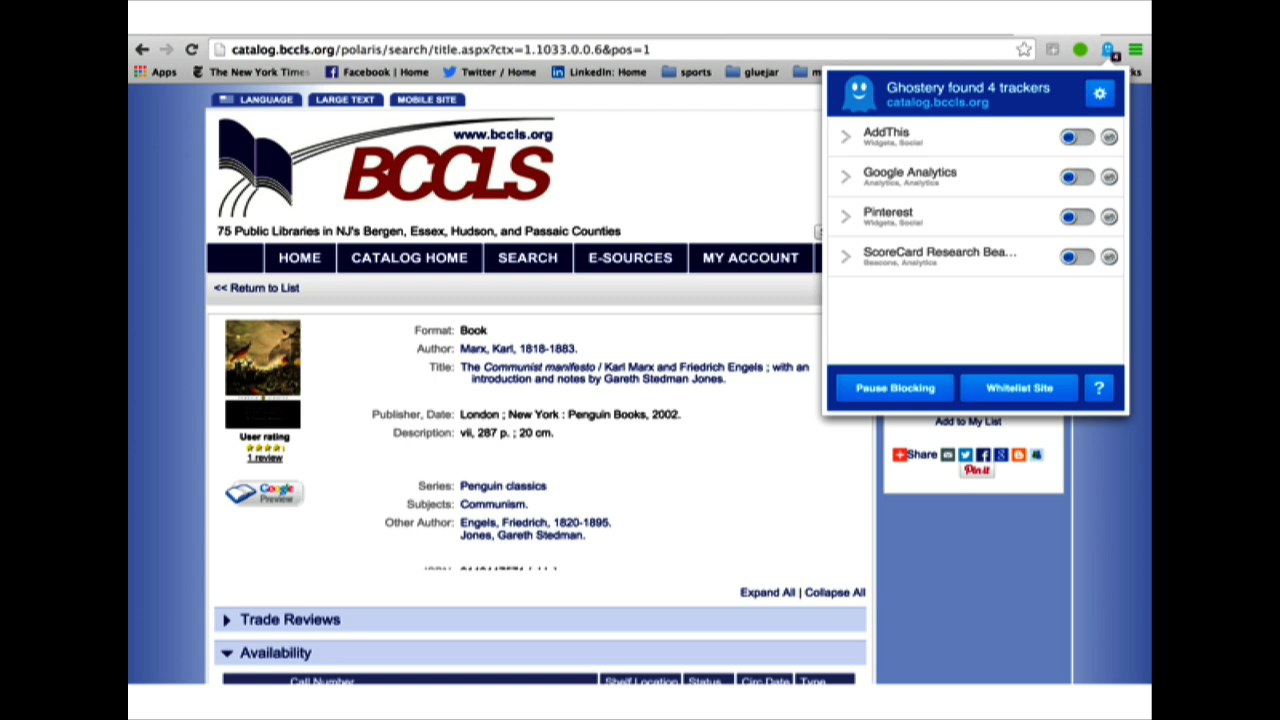 catalog.bccls.org/polaris/search/title.aspx?ctx=1.1033.0.0.6&pos=1
Apps The New York Times Facebook | Home Twitter / Home LinkedIn: Home sports gluejar
LANGUAGE LARGE TEXT MOBILE SITE
www.bccls.org
BCCLS
75 Public Libraries in NJ's Bergen, Essex, Hudson, and Passaic Counties
HOME CATALOG HOME SEARCH E-SOURCES MY ACCOUNT
<< Return to List
Format: Book
Author: Marx, Karl, 1818-1883.
Title: The Communist manifesto / Karl Marx and Friedrich Engels ; with an
introduction and notes by Gareth Stedman Jones.
Publisher, Date: London ; New York : Penguin Books, 2002.
Description: vii, 287 p. ; 20 cm.
User rating
1 review
Google
Preview
Series: Penguin classics
Subjects: Communism.
Other Author: Engels, Friedrich, 1820-1895.
Jones, Gareth Stedman.
Expand All | Collapse All
Trade Reviews
Availability
Call Number Shelf Location Status Circ Date Type
Ghostery found 4 trackers
catalog.bccls.org
AddThis
Widgets, Social
Google Analytics
Analytics, Analytics
Pinterest
Widgets, Social
ScoreCard Research Bea...
Beacons, Analytics
Pause Blocking Whitelist Site ?
Add to My List
Share
Pin it